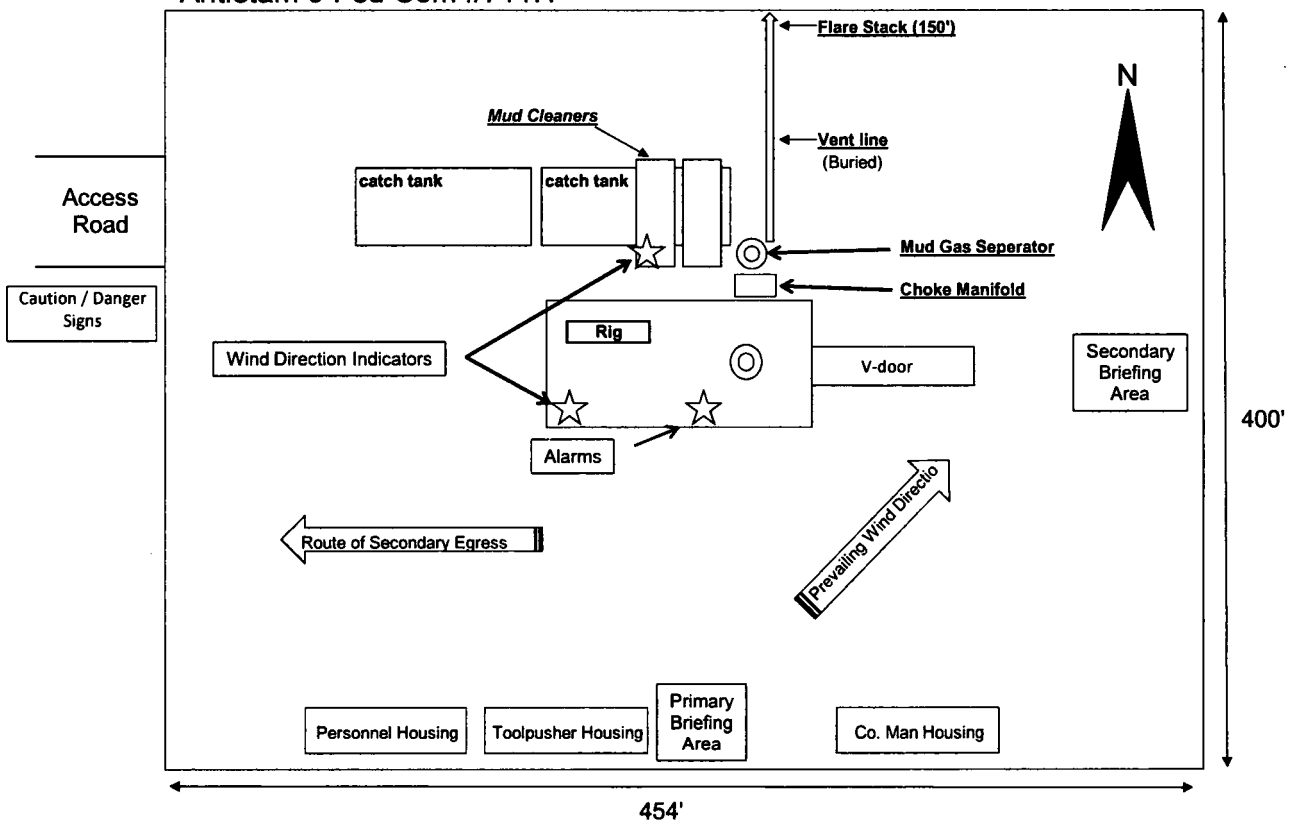 Flare Stack (150')
N
Mud Cleaners
Vent line
(Buried)
catch tank
catch tank
Access
Road
Mud Gas Seperator
Choke Manifold
Caution / Danger
Signs
Rig
Wind Direction Indicators
V-door
Secondary
Briefing
Area
400'
Alarms
Route of Secondary Egress
Prevailing Wind Directio
Personnel Housing
Toolpusher Housing
Primary
Briefing
Area
Co. Man Housing
454'